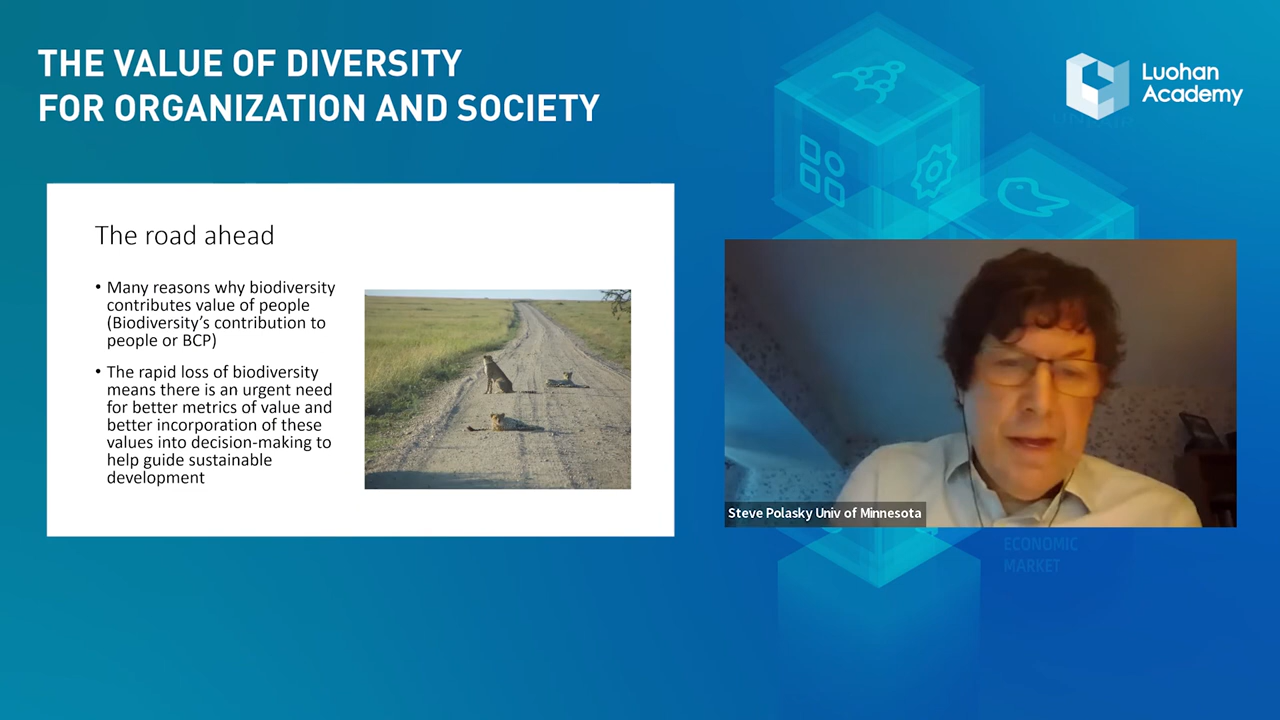 THE VALUE OF DIVERSITY
FOR ORGANIZATION AND SOCIETY
Luohan
Academy
The road ahead
• Many reasons why biodiversity
contributes value of people
(Biodiversity's contribution to
people or BCP)
• The rapid loss of biodiversity
means there is an urgent need
for better metrics of value and
better incorporation of these
values into decision-making to
help guide sustainable
development
Steve Polasky Univ of Minnesota
ECONOMIC
MARKET